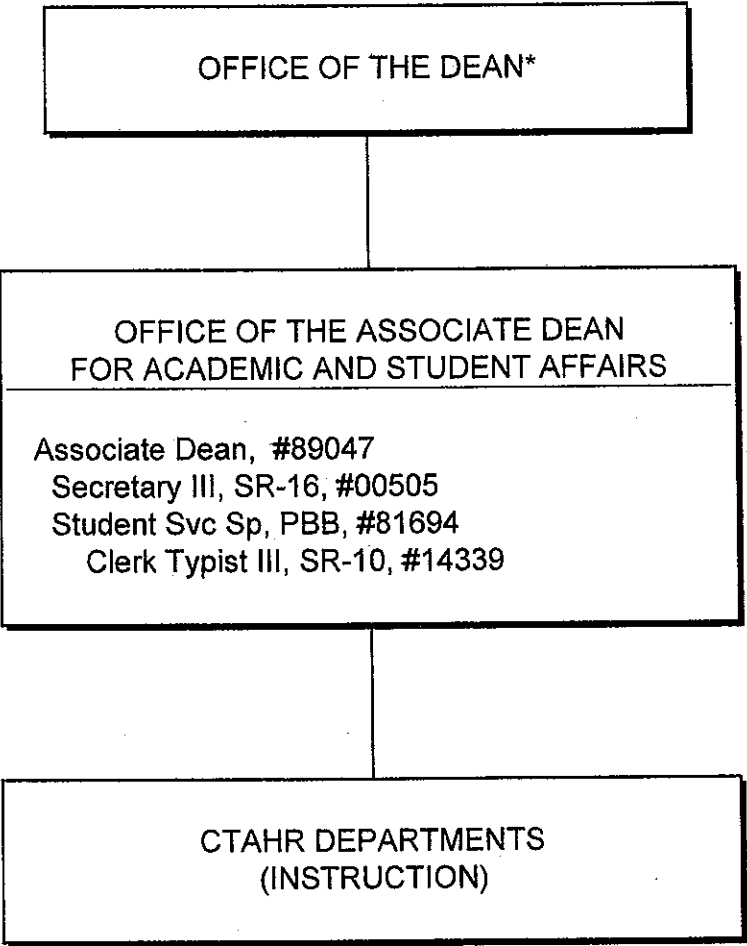 OFFICE OF THE DEAN*
OFFICE OF THE ASSOCIATE DEAN
FOR ACADEMIC AND STUDENT AFFAIRS
Associate Dean, #89047
Secretary III, SR-16, #00505
Student Svc Sp, PBB, #81694
Clerk Typist III, SR-10, #14339
CTAHR DEPARTMENTS
(INSTRUCTION)